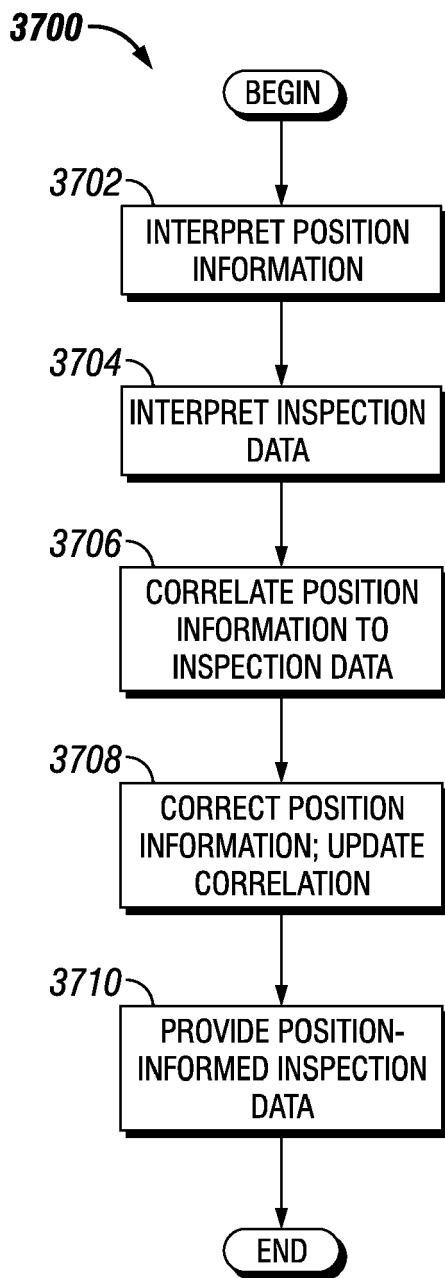 3700
BEGIN
3702
INTERPRET POSITION
INFORMATION
3704
INTERPRET INSPECTION
DATA
3706
CORRELATE POSITION
INFORMATION TO
INSPECTION DATA
3708
CORRECT POSITION
INFORMATION; UPDATE
CORRELATION
3710
PROVIDE POSITION-
INFORMED INSPECTION
DATA
END